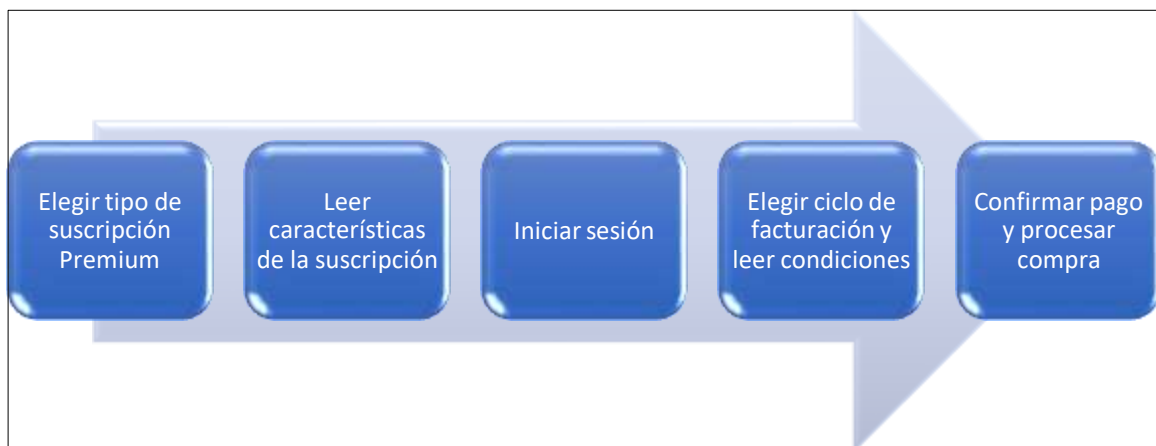 Elegir tipo de
suscripción
Premium
Leer
características
de la suscripción
Iniciar sesión
Elegir ciclo de
facturación y
leer condiciones
Confirmar pago
y procesar
compra